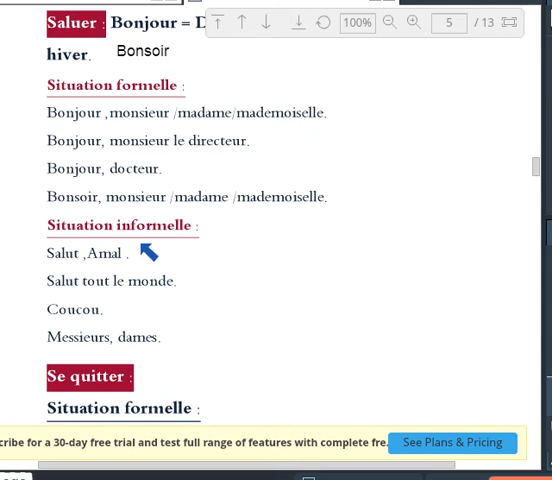 Saluer : Bonjour = D
100% 5 / 13
hiver. Bonsoir
Situation formelle :
Bonjour ,monsieur /madame/mademoiselle.
Bonjour, monsieur le directeur.
Bonjour, docteur.
Bonsoir, monsieur /madame /mademoiselle.
Situation informelle :
Salut ,Amal .
Salut tout le monde.
Coucou.
Messieurs, dames.
Se quitter :
Situation formelle :
cribe for a 30-day free trial and test full range of features with complete fre. See Plans & Pricing